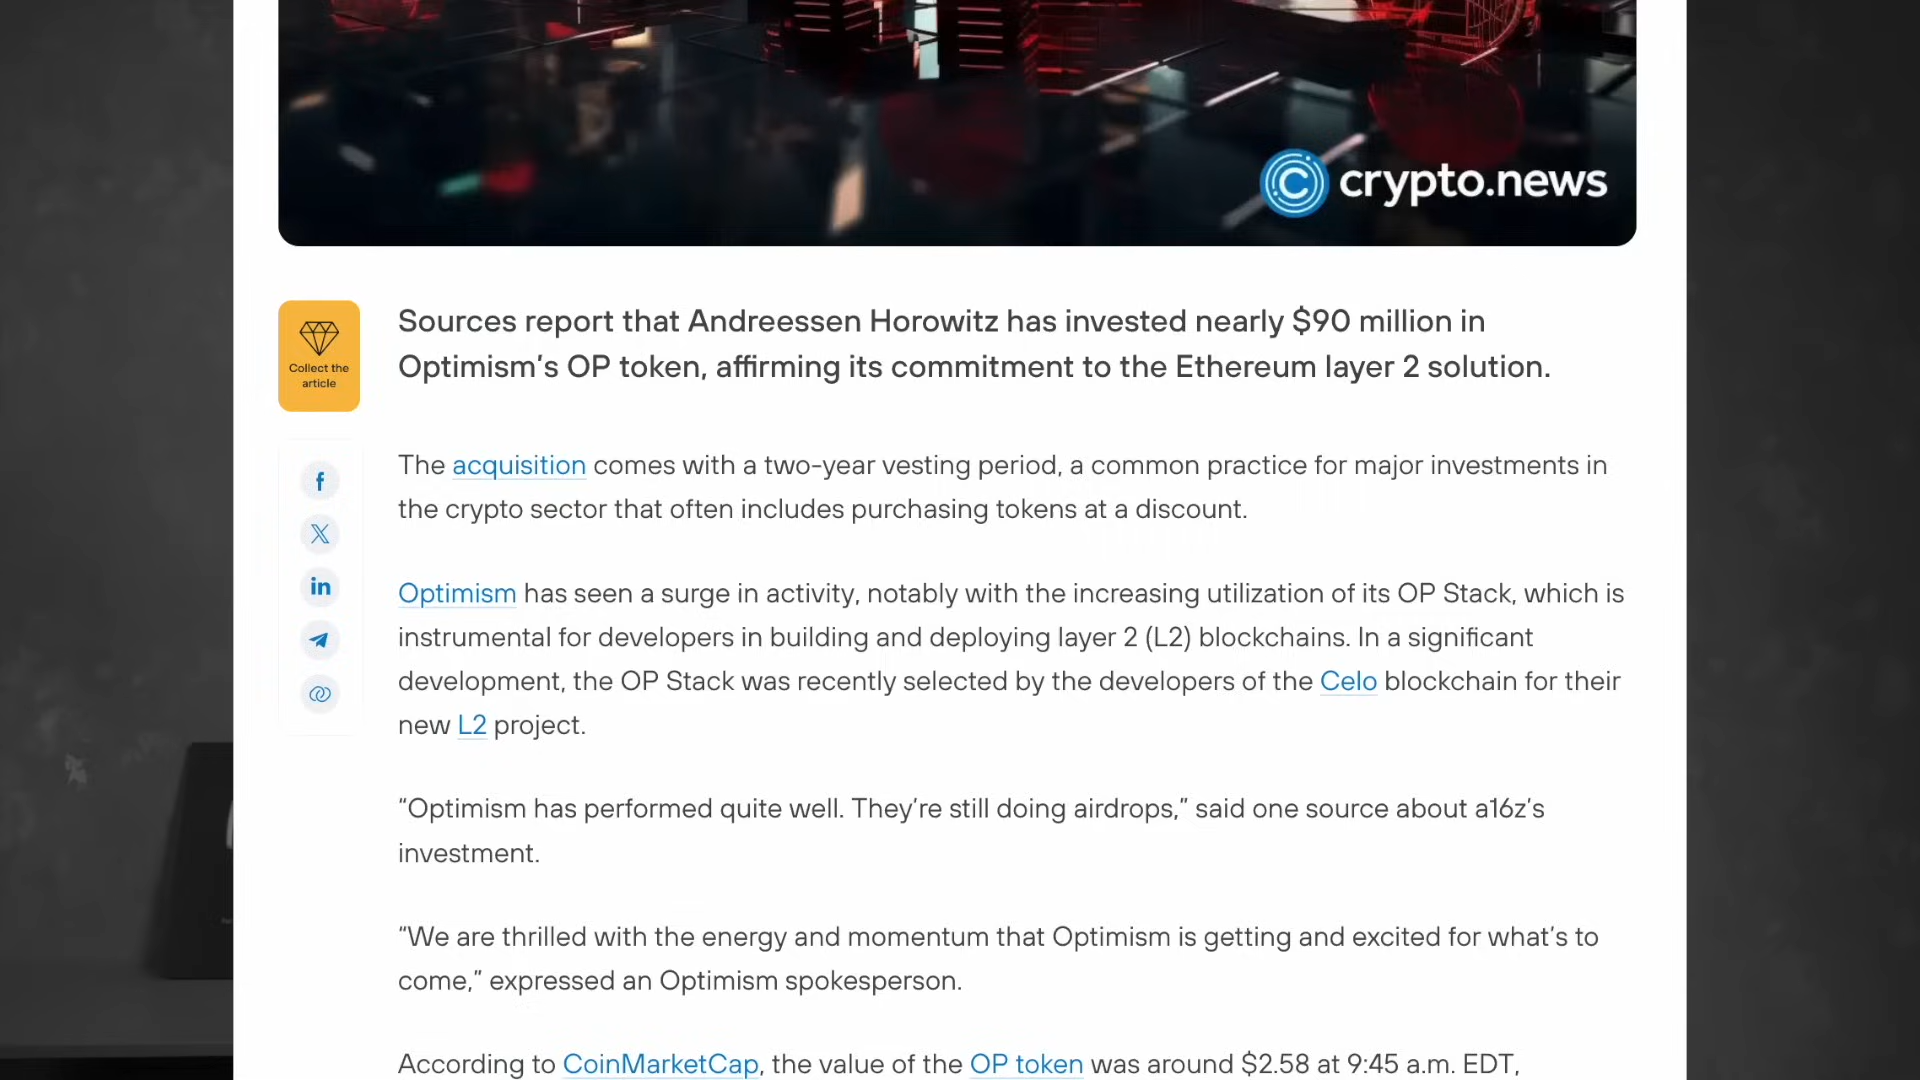 crypto.news
Sources report that Andreessen Horowitz has invested nearly $90 million in
Optimism’s OP token, affirming its commitment to the Ethereum layer 2 solution.
Collect the
article
The acquisition comes with a two-year vesting period, a common practice for major investments in
the crypto sector that often includes purchasing tokens at a discount.
Optimism has seen a surge in activity, notably with the increasing utilization of its OP Stack, which is
instrumental for developers in building and deploying layer 2 (L2) blockchains. In a significant
development, the OP Stack was recently selected by the developers of the Celo blockchain for their
new L2 project.
“Optimism has performed quite well. They’re still doing airdrops,” said one source about a16z’s
investment.
“We are thrilled with the energy and momentum that Optimism is getting and excited for what’s to
come,” expressed an Optimism spokesperson.
According to CoinMarketCap, the value of the OP token was around $2.58 at 9:45 a.m. EDT,